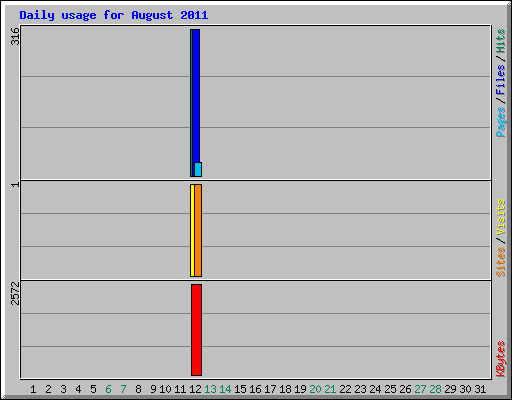 Daily usage for August 2011
316
Pages / Files / Hits
1
Sites / Visits
2572
KBytes
1 2 3 4 5 6 7 8 9 10 11 12 13 14 15 16 17 18 19 20 21 22 23 24 25 26 27 28 29 30 31